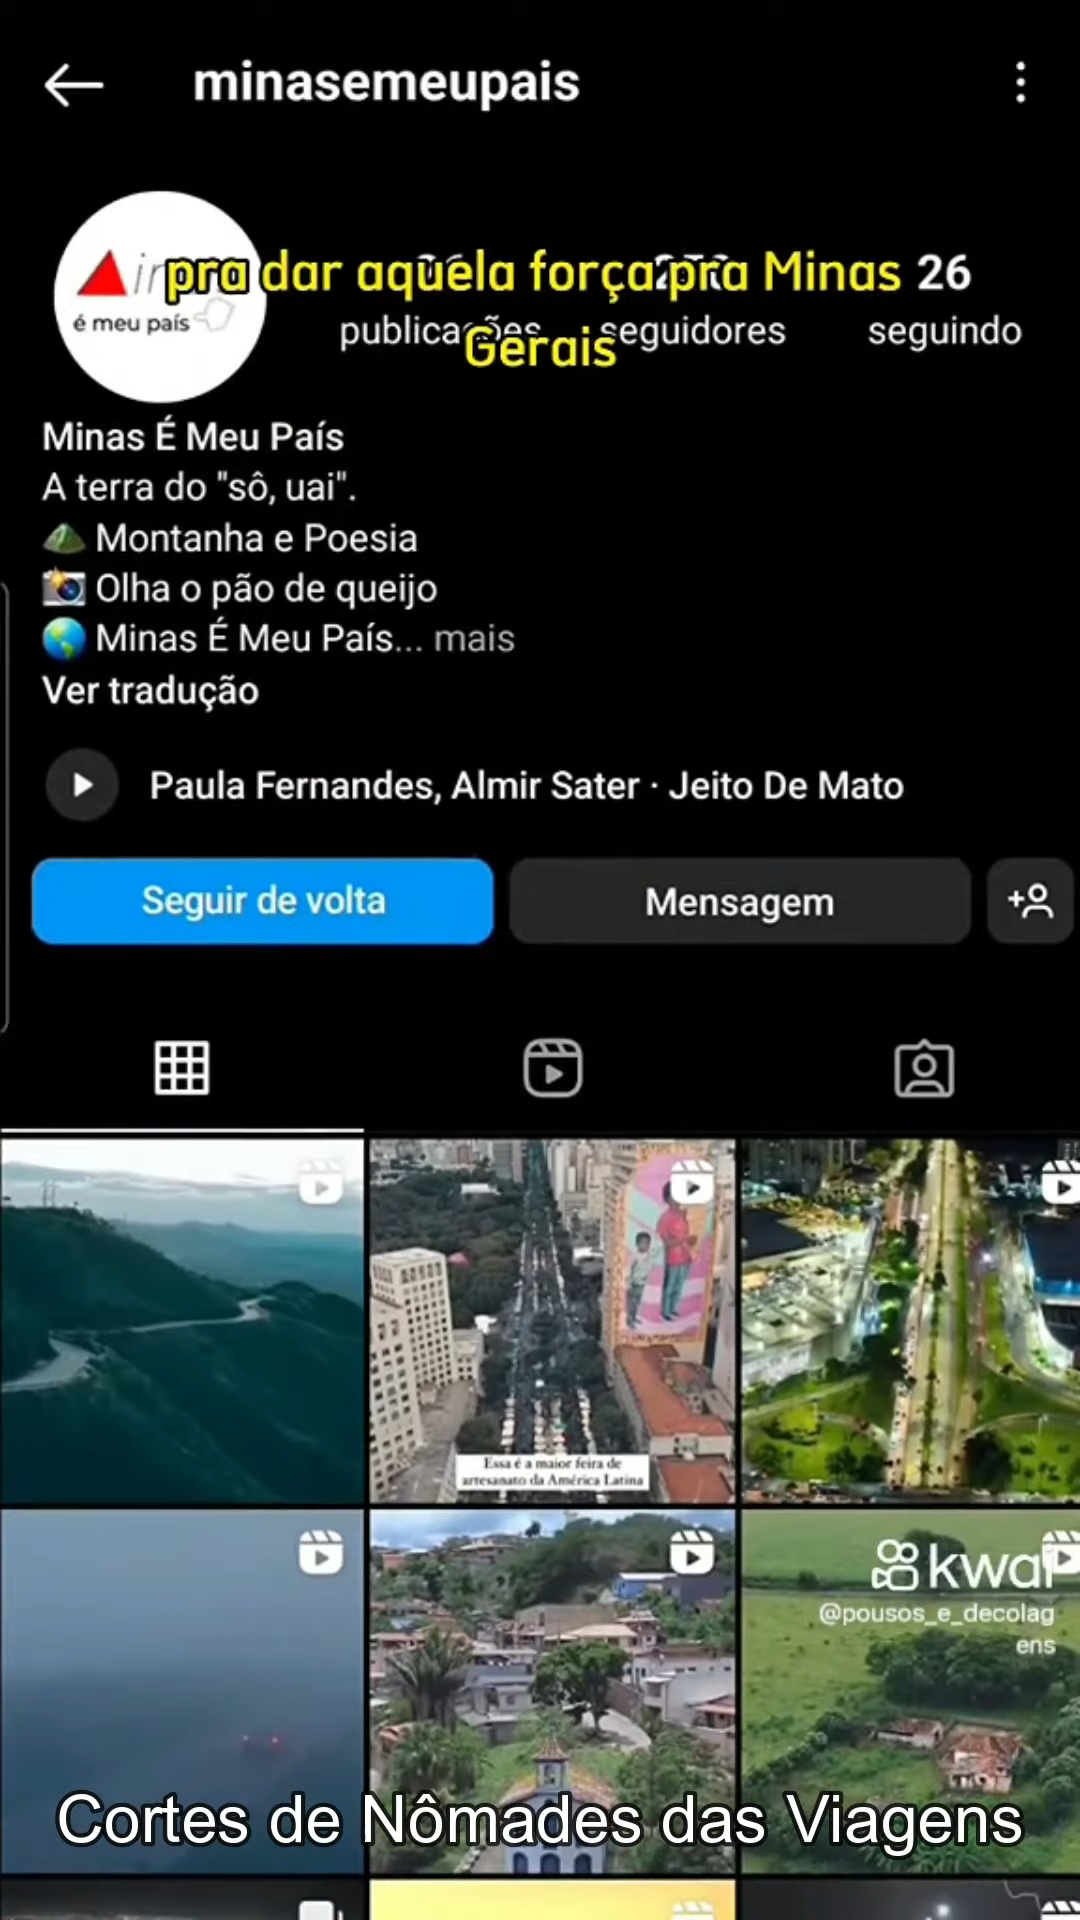 minasemeupais
é meu país
pra dar aquela força pra Minas
Gerais
26
seguindo
Minas É Meu País
A terra do "sô, uai".
Montanha e Poesia
Olha o pão de queijo
Minas É Meu País... mais
Ver tradução
Paula Fernandes, Almir Sater · Jeito De Mato
Seguir de volta
Mensagem
Essa é a maior feira de
artesanato da América Latina
kwai
@pousos_e_decolag
ens
Cortes de Nômades das Viagens